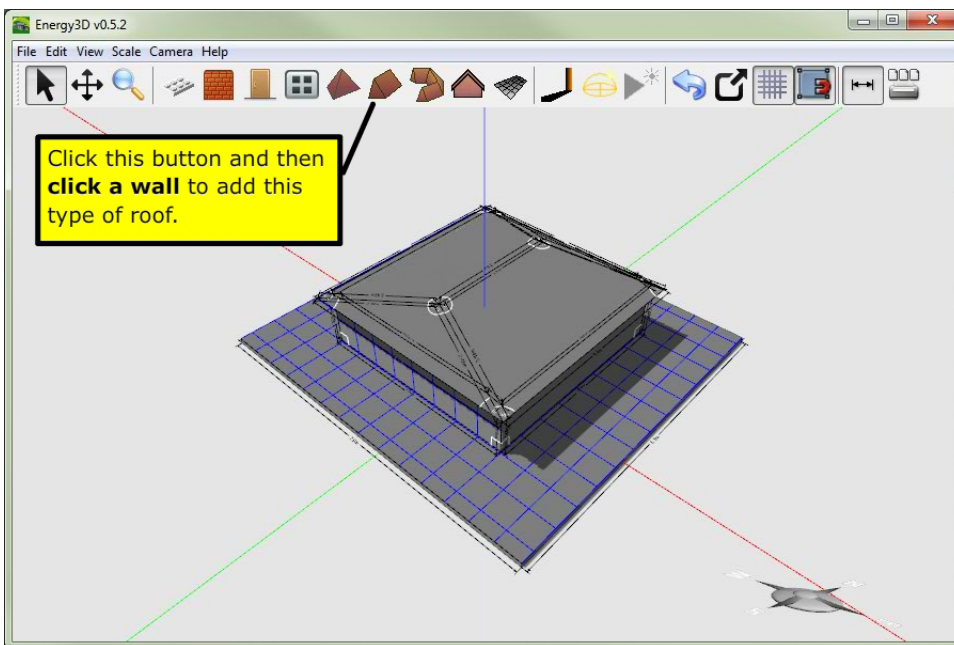 Energy3D v0.5.2
File Edit View Scale Camera Help
Click this button and then
click a wall to add this
type of roof.